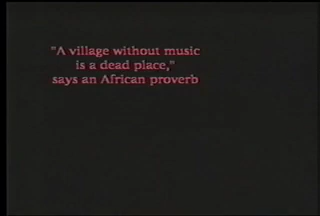 "A village without music
is a dead place,"
says an African proverb